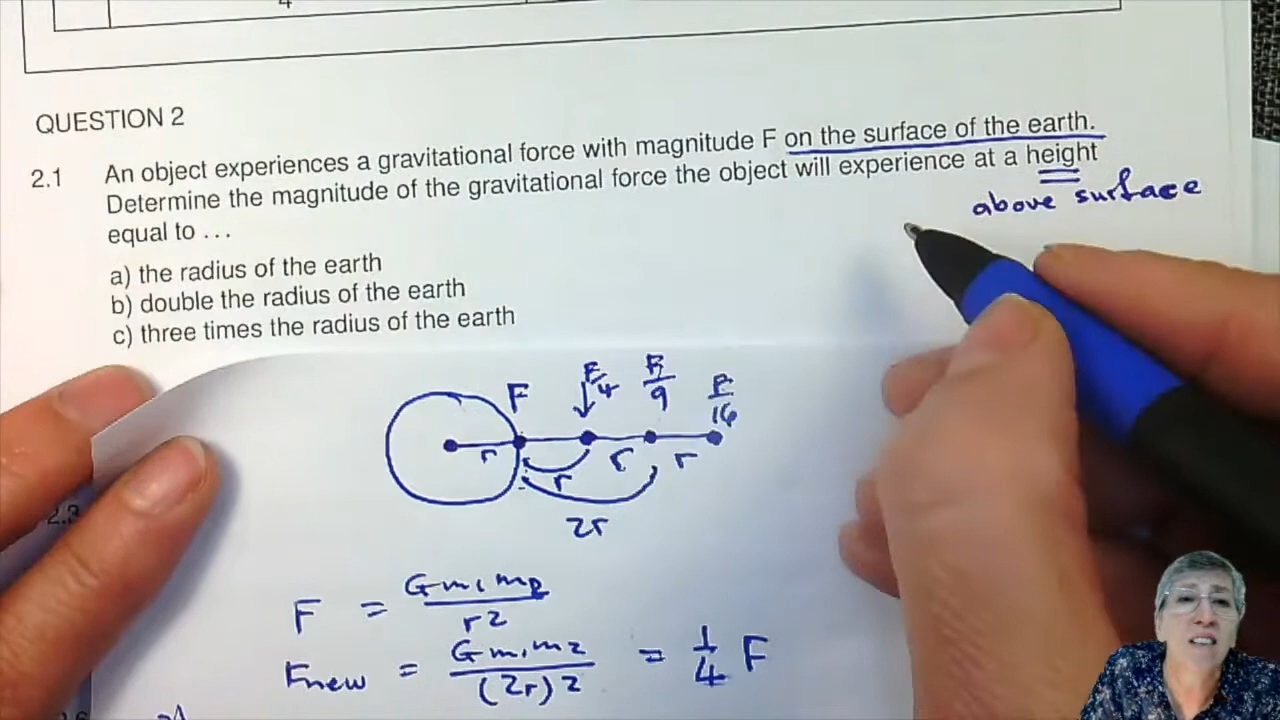 4
QUESTION 2
2.1 An object experiences a gravitational force with magnitude F on the surface of the earth.
Determine the magnitude of the gravitational force the object will experience at a height
above surface
equal to ...
a) the radius of the earth
b) double the radius of the earth
c) three times the radius of the earth
F F/4 F/9 F/16
r r r r
2r
2.3
F = Gm1m2/r2
Fnew = Gm1m2/(2r)2 = 1/4 F